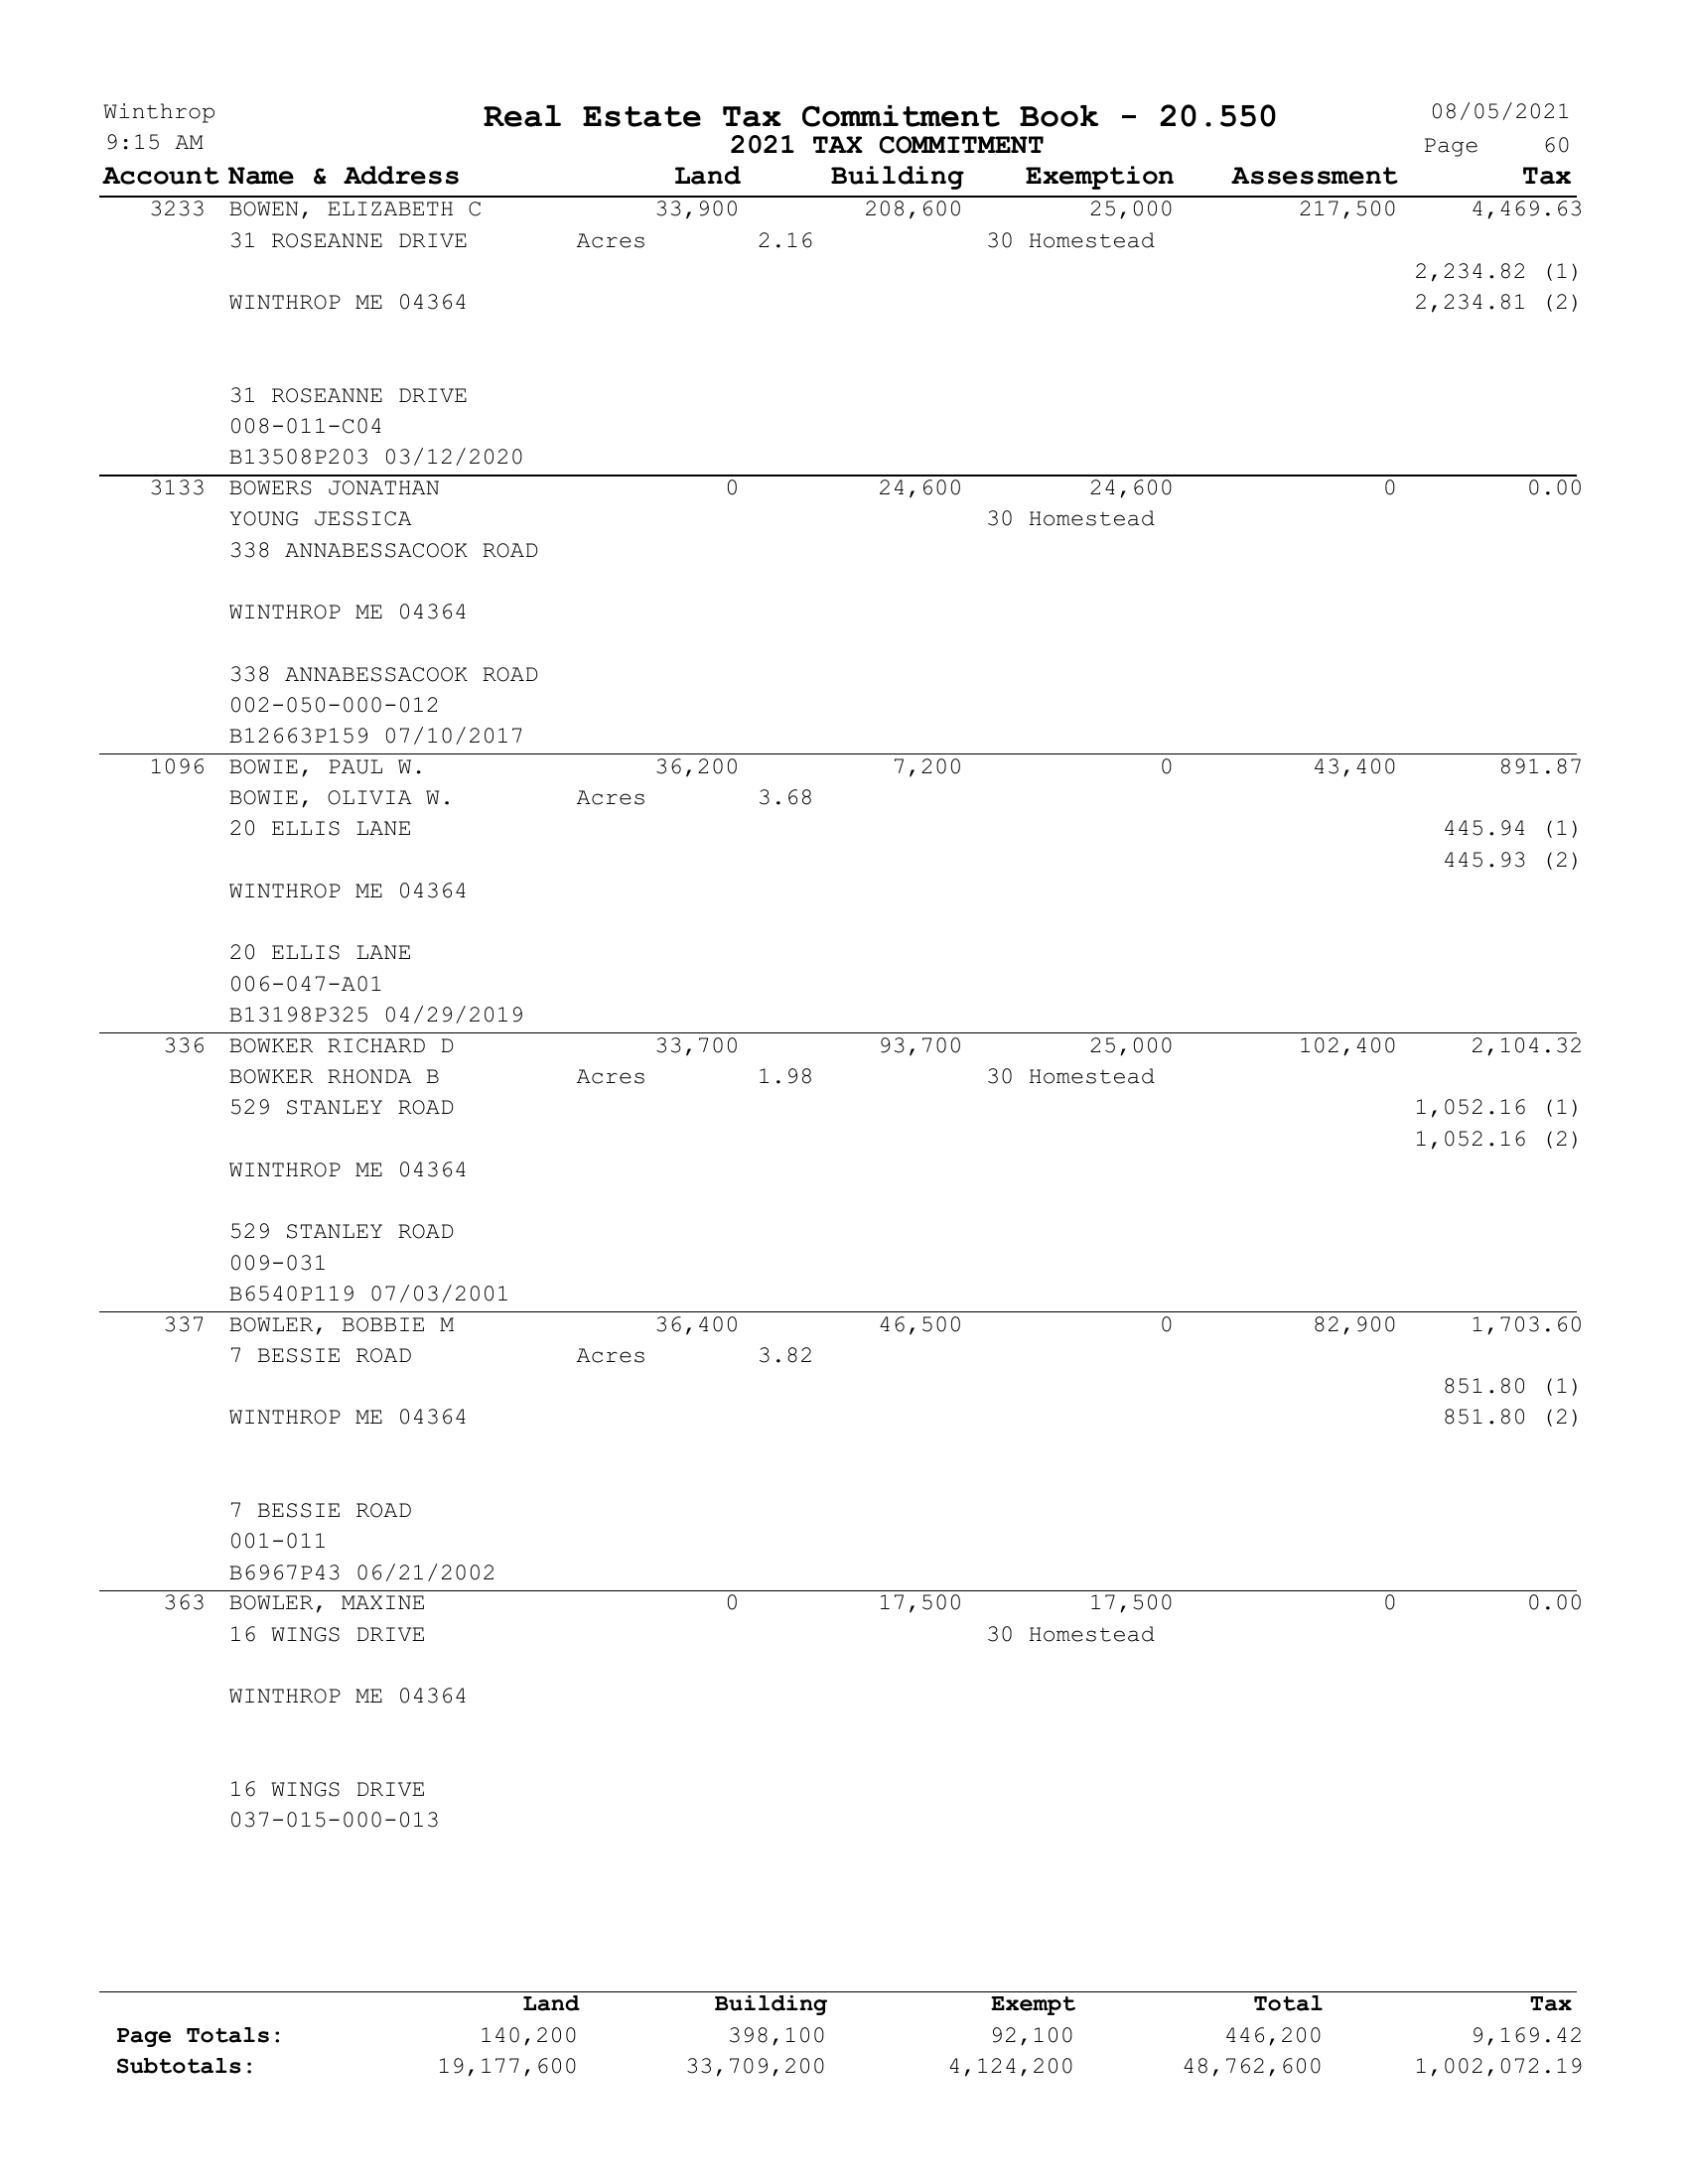 Winthrop Real Estate Tax Commitment Book - 20.550 08/05/2021
9:15 AM 2021 TAX COMMITMENT Page 60
Account Name & Address Land Building Exemption Assessment Tax
3233 BOWEN, ELIZABETH C 33,900 208,600 25,000 217,500 4,469.63
31 ROSEANNE DRIVE Acres 2.16 30 Homestead
2,234.82 (1)
WINTHROP ME 04364 2,234.81 (2)
31 ROSEANNE DRIVE
008-011-C04
B13508P203 03/12/2020
3133 BOWERS JONATHAN 0 24,600 24,600 0 0.00
YOUNG JESSICA 30 Homestead
338 ANNABESSACOOK ROAD
WINTHROP ME 04364
338 ANNABESSACOOK ROAD
002-050-000-012
B12663P159 07/10/2017
1096 BOWIE, PAUL W. 36,200 7,200 0 43,400 891.87
BOWIE, OLIVIA W. Acres 3.68
20 ELLIS LANE 445.94 (1)
445.93 (2)
WINTHROP ME 04364
20 ELLIS LANE
006-047-A01
B13198P325 04/29/2019
336 BOWKER RICHARD D 33,700 93,700 25,000 102,400 2,104.32
BOWKER RHONDA B Acres 1.98 30 Homestead
529 STANLEY ROAD 1,052.16 (1)
1,052.16 (2)
WINTHROP ME 04364
529 STANLEY ROAD
009-031
B6540P119 07/03/2001
337 BOWLER, BOBBIE M 36,400 46,500 0 82,900 1,703.60
7 BESSIE ROAD Acres 3.82
851.80 (1)
WINTHROP ME 04364 851.80 (2)
7 BESSIE ROAD
001-011
B6967P43 06/21/2002
363 BOWLER, MAXINE 0 17,500 17,500 0 0.00
16 WINGS DRIVE 30 Homestead
WINTHROP ME 04364
16 WINGS DRIVE
037-015-000-013
Land Building Exempt Total Tax
Page Totals: 140,200 398,100 92,100 446,200 9,169.42
Subtotals: 19,177,600 33,709,200 4,124,200 48,762,600 1,002,072.19